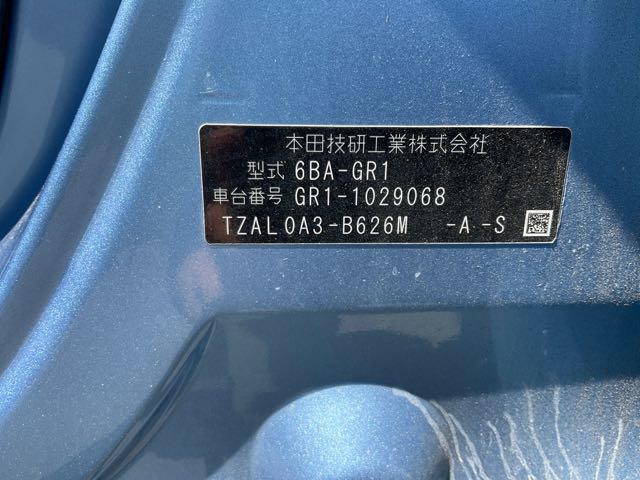 本田技研工業株式会社
型式 6BA-GR1
車台番号 GR1-1029068
TZAL0A3-B626M -A-S